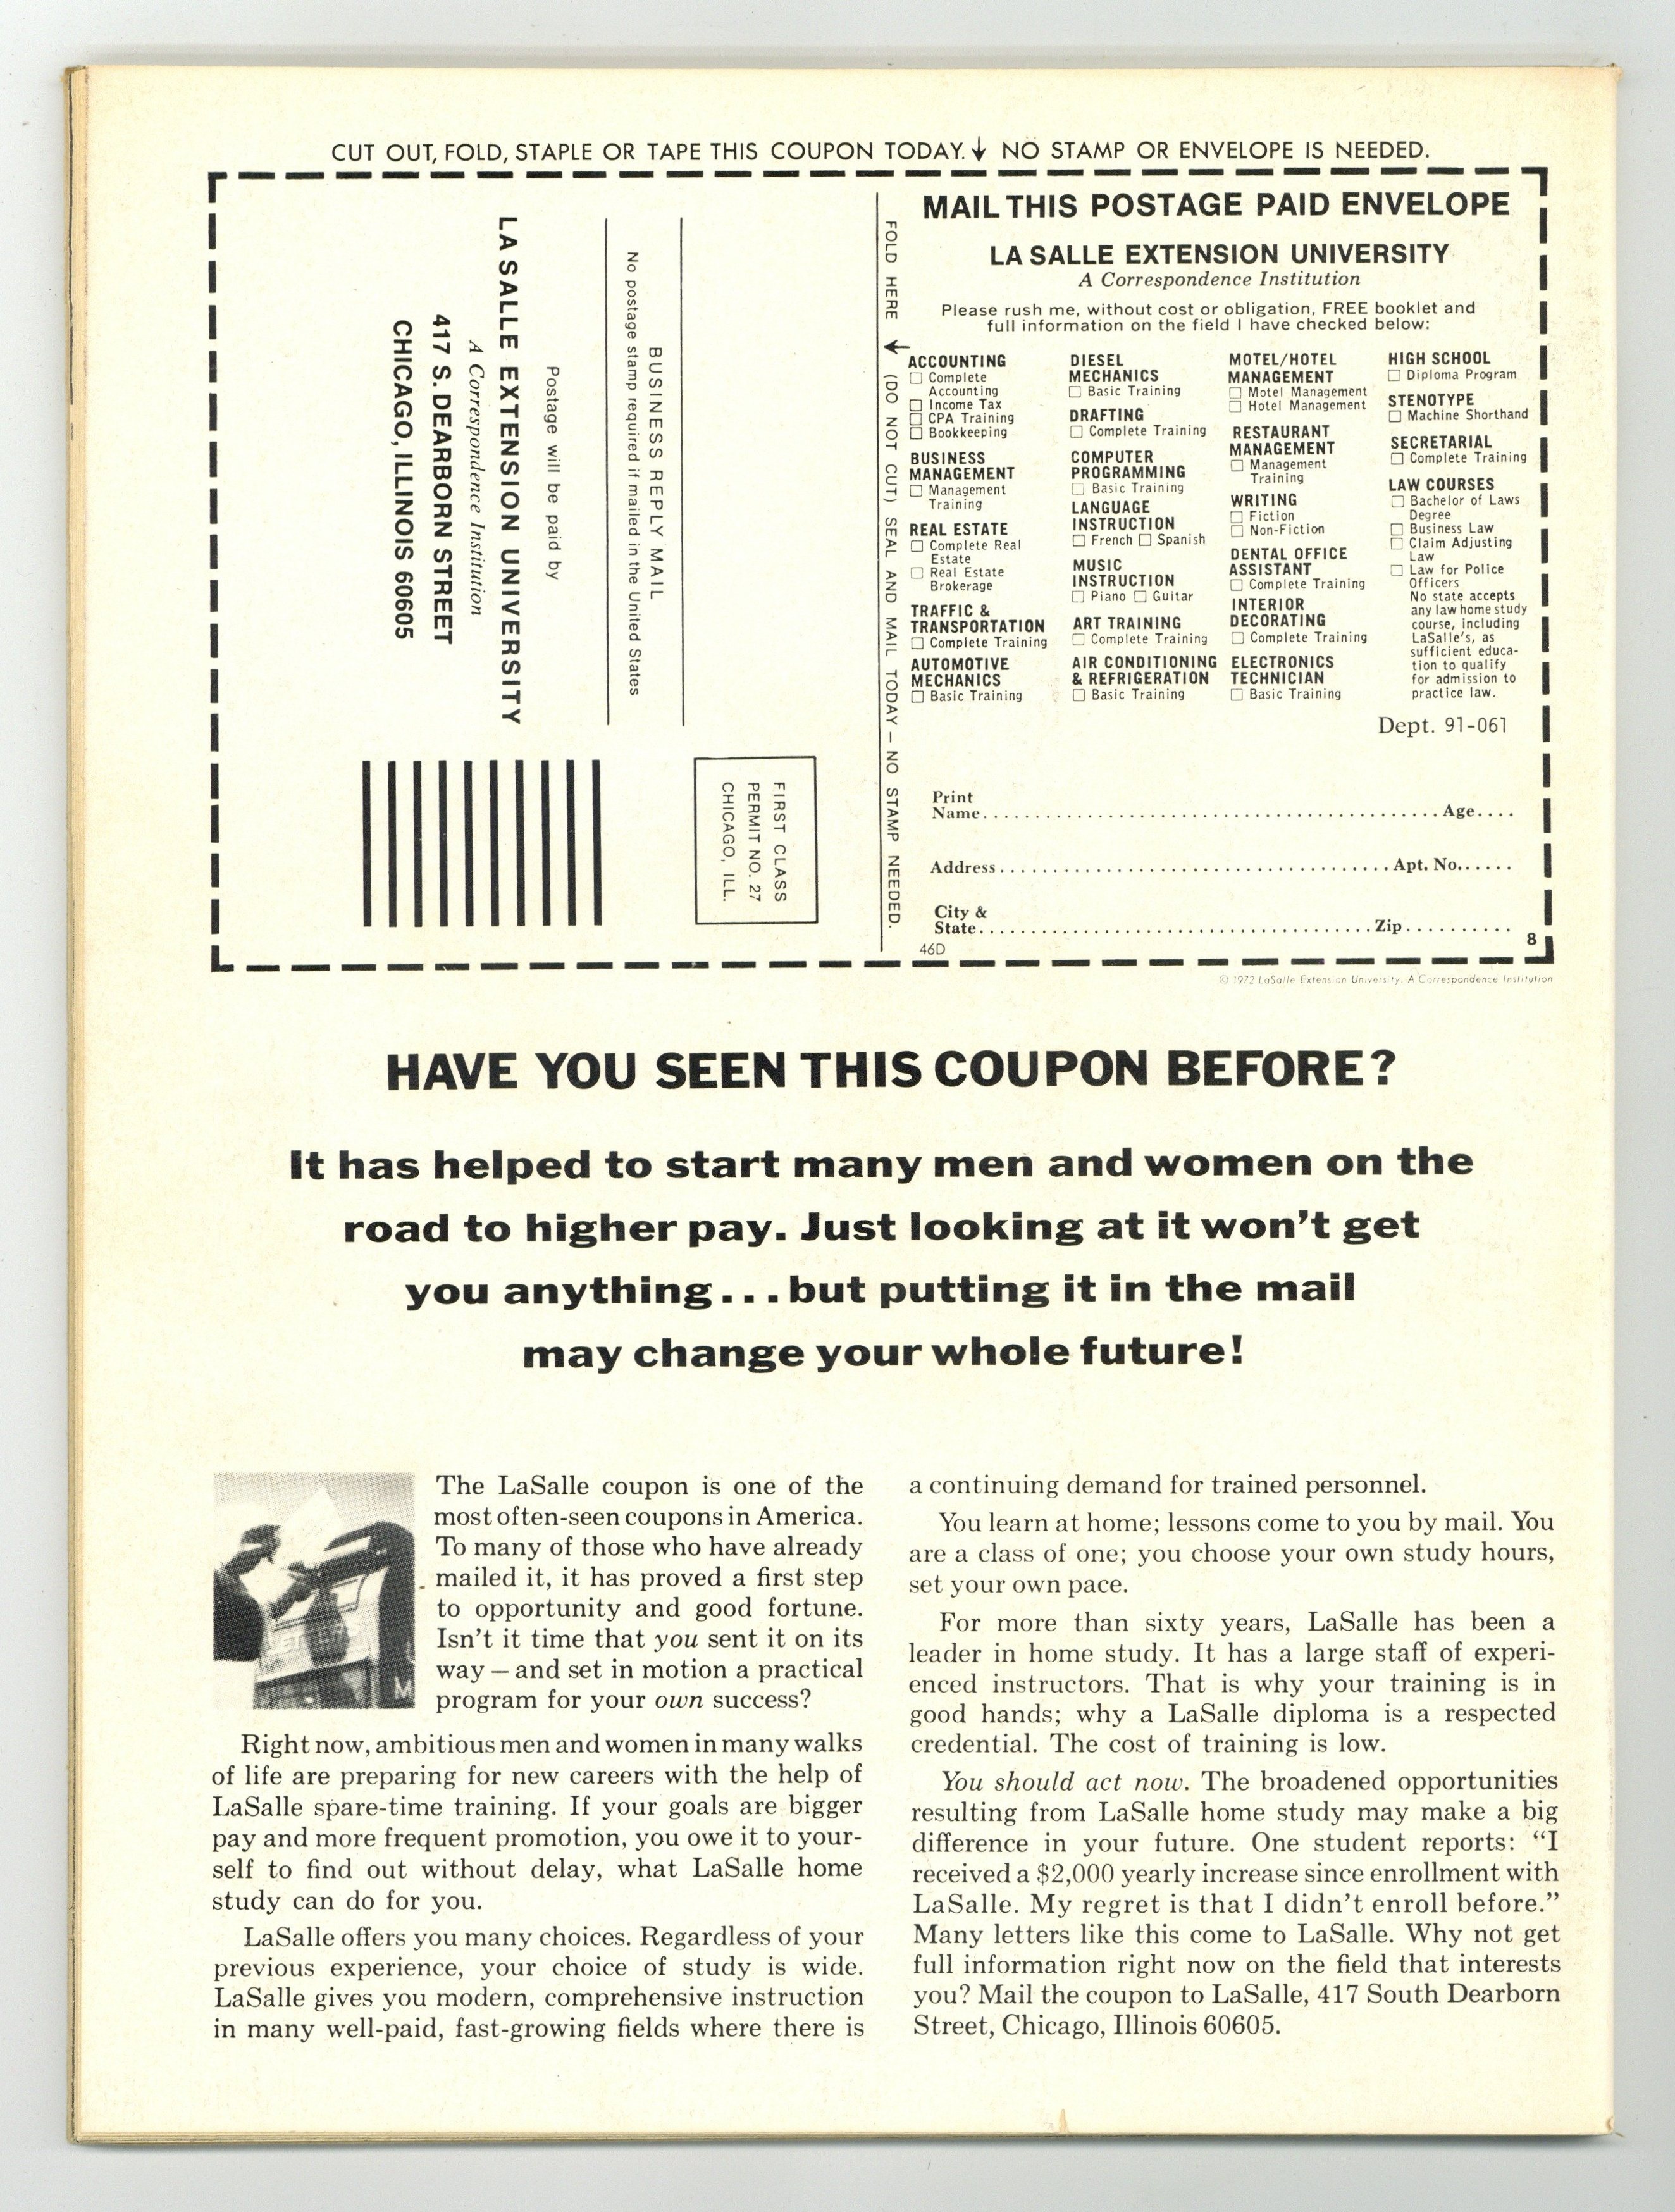 CUT OUT, FOLD, STAPLE OR TAPE THIS COUPON TODAY. ↓ NO STAMP OR ENVELOPE IS NEEDED.
BUSINESS REPLY MAIL
No postage stamp required if mailed in the United States
Postage will be paid by
LA SALLE EXTENSION UNIVERSITY
A Correspondence Institution
417 S. DEARBORN STREET
CHICAGO, ILLINOIS 60605
FIRST CLASS
PERMIT NO. 27
CHICAGO, ILL.
FOLD HERE ↓ (DO NOT CUT) SEAL AND MAIL TODAY – NO STAMP NEEDED.
MAIL THIS POSTAGE PAID ENVELOPE
LA SALLE EXTENSION UNIVERSITY
A Correspondence Institution
Please rush me, without cost or obligation, FREE booklet and
full information on the field I have checked below:
ACCOUNTING
☐ Complete
Accounting
☐ Income Tax
☐ CPA Training
☐ Bookkeeping
BUSINESS
MANAGEMENT
☐ Management
Training
REAL ESTATE
☐ Complete Real
Estate
☐ Real Estate
Brokerage
TRAFFIC &
TRANSPORTATION
☐ Complete Training
AUTOMOTIVE
MECHANICS
☐ Basic Training
DIESEL
MECHANICS
☐ Basic Training
DRAFTING
☐ Complete Training
COMPUTER
PROGRAMMING
☐ Basic Training
LANGUAGE
INSTRUCTION
☐ French ☐ Spanish
MUSIC
INSTRUCTION
☐ Piano ☐ Guitar
ART TRAINING
☐ Complete Training
AIR CONDITIONING
& REFRIGERATION
☐ Basic Training
MOTEL/HOTEL
MANAGEMENT
☐ Motel Management
☐ Hotel Management
RESTAURANT
MANAGEMENT
☐ Management
Training
WRITING
☐ Fiction
☐ Non-Fiction
DENTAL OFFICE
ASSISTANT
☐ Complete Training
INTERIOR
DECORATING
☐ Complete Training
ELECTRONICS
TECHNICIAN
☐ Basic Training
HIGH SCHOOL
☐ Diploma Program
STENOTYPE
☐ Machine Shorthand
SECRETARIAL
☐ Complete Training
LAW COURSES
☐ Bachelor of Laws
Degree
☐ Business Law
☐ Claim Adjusting
Law
☐ Law for Police
Officers
No state accepts
any law home study
course, including
LaSalle's, as
sufficient educa-
tion to qualify
for admission to
practice law.
Dept. 91-061
Print
Name............................................Age....
Address......................................Apt. No......
City &
State......................................Zip..........
46D
8
© 1972 LaSalle Extension University. A Correspondence Institution
HAVE YOU SEEN THIS COUPON BEFORE?
It has helped to start many men and women on the
road to higher pay. Just looking at it won't get
you anything...but putting it in the mail
may change your whole future!
LETTERS
U
M
The LaSalle coupon is one of the
most often-seen coupons in America.
To many of those who have already
mailed it, it has proved a first step
to opportunity and good fortune.
Isn't it time that you sent it on its
way – and set in motion a practical
program for your own success?
Right now, ambitious men and women in many walks
of life are preparing for new careers with the help of
LaSalle spare-time training. If your goals are bigger
pay and more frequent promotion, you owe it to your-
self to find out without delay, what LaSalle home
study can do for you.
LaSalle offers you many choices. Regardless of your
previous experience, your choice of study is wide.
LaSalle gives you modern, comprehensive instruction
in many well-paid, fast-growing fields where there is
a continuing demand for trained personnel.
You learn at home; lessons come to you by mail. You
are a class of one; you choose your own study hours,
set your own pace.
For more than sixty years, LaSalle has been a
leader in home study. It has a large staff of experi-
enced instructors. That is why your training is in
good hands; why a LaSalle diploma is a respected
credential. The cost of training is low.
You should act now. The broadened opportunities
resulting from LaSalle home study may make a big
difference in your future. One student reports: "I
received a $2,000 yearly increase since enrollment with
LaSalle. My regret is that I didn't enroll before."
Many letters like this come to LaSalle. Why not get
full information right now on the field that interests
you? Mail the coupon to LaSalle, 417 South Dearborn
Street, Chicago, Illinois 60605.